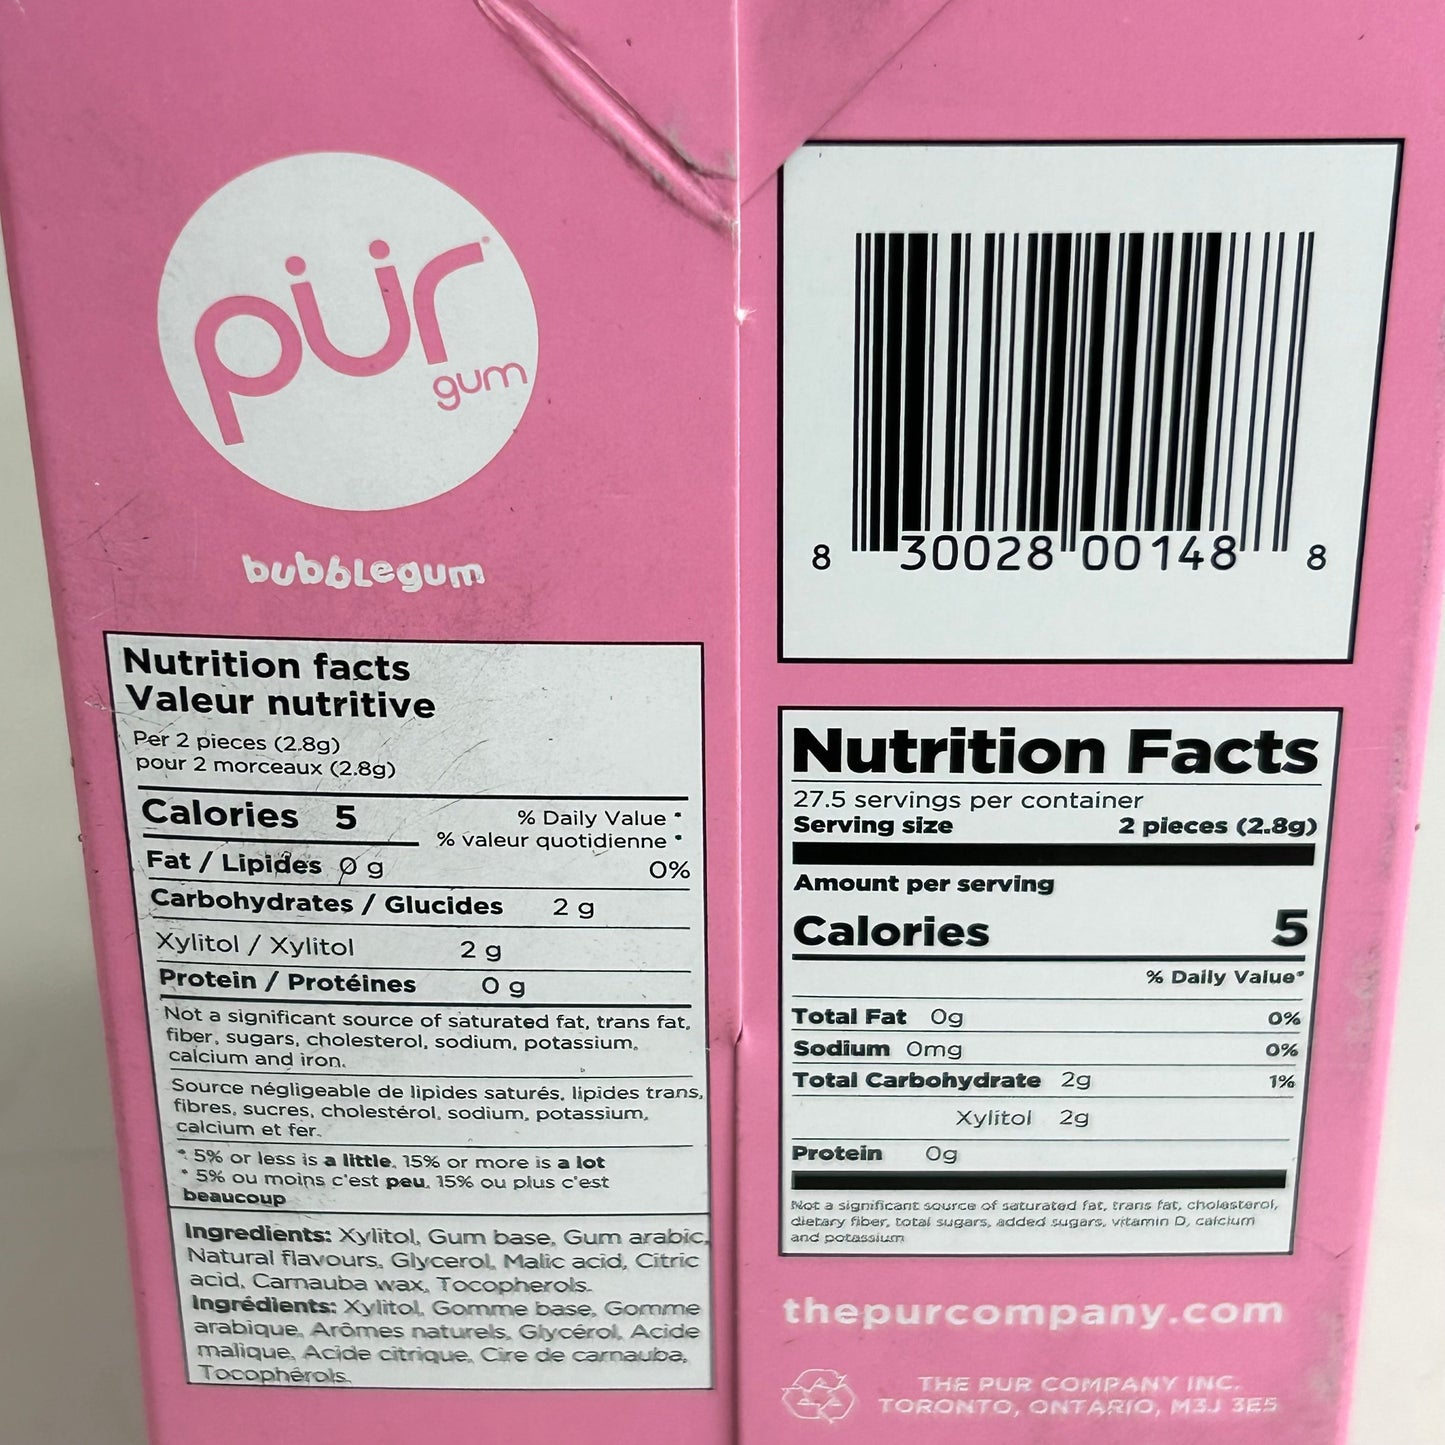 pür
gum
bubblegum
Nutrition facts
Valeur nutritive
Per 2 pieces (2.8g)
pour 2 morceaux (2.8g)
Calories 5
% Daily Value *
% valeur quotidienne *
Fat / Lipides 0 g 0%
Carbohydrates / Glucides 2 g
Xylitol / Xylitol 2 g
Protein / Protéines 0 g
Not a significant source of saturated fat, trans fat,
fiber, sugars, cholesterol, sodium, potassium,
calcium and iron.
Source négligeable de lipides saturés, lipides trans,
fibres, sucres, cholestérol, sodium, potassium,
calcium et fer.
* 5% or less is a little, 15% or more is a lot
* 5% ou moins c'est peu, 15% ou plus c'est
beaucoup
Ingredients: Xylitol, Gum base, Gum arabic,
Natural flavours, Glycerol, Malic acid, Citric
acid, Carnauba wax, Tocopherols.
Ingrédients: Xylitol, Gomme base, Gomme
arabique, Arômes naturels, Glycérol, Acide
malique, Acide citrique, Cire de carnauba,
Tocophérols.
8 30028 00148 8
Nutrition Facts
27.5 servings per container
Serving size 2 pieces (2.8g)
Amount per serving
Calories 5
% Daily Value*
Total Fat 0g 0%
Sodium 0mg 0%
Total Carbohydrate 2g 1%
Xylitol 2g
Protein 0g
Not a significant source of saturated fat, trans fat, cholesterol,
dietary fiber, total sugars, added sugars, vitamin D, calcium
and potassium
thepurcompany.com
THE PUR COMPANY INC.
TORONTO, ONTARIO, M3J 3E5